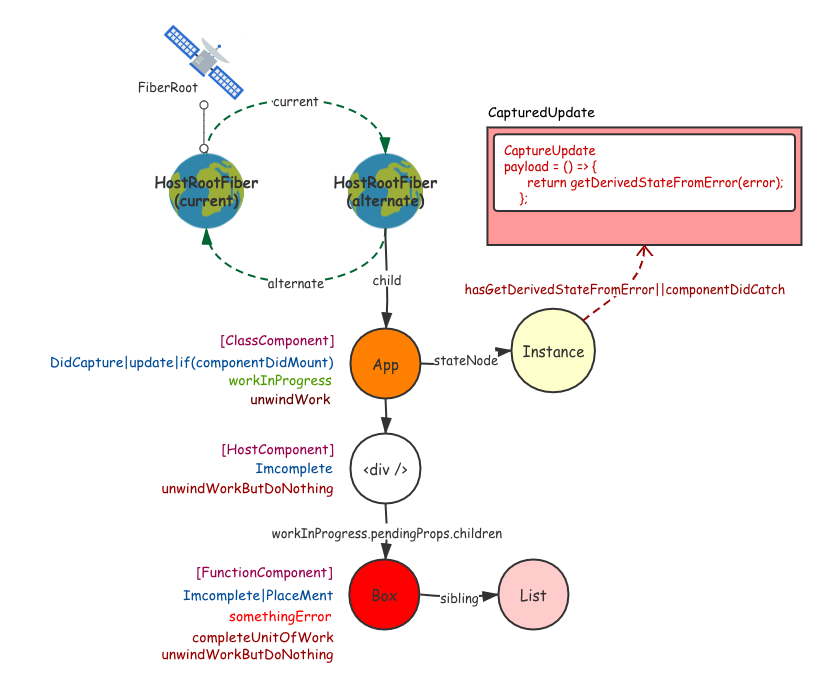 FiberRoot
current
CapturedUpdate
CaptureUpdate
payload = () => {
return getDerivedStateFromError(error);
};
HostRootFiber
(current)
HostRootFiber
(alternate)
alternate
child
hasGetDerivedStateFromError||componentDidCatch
[ClassComponent]
DidCapture|update|if(componentDidMount)
workInProgress
unwindWork
App
stateNode
Instance
[HostComponent]
Imcomplete
unwindWorkButDoNothing
<div />
workInProgress.pendingProps.children
[FunctionComponent]
Imcomplete|PlaceMent
somethingError
completeUnitOfWork
unwindWorkButDoNothing
Box
sibling
List